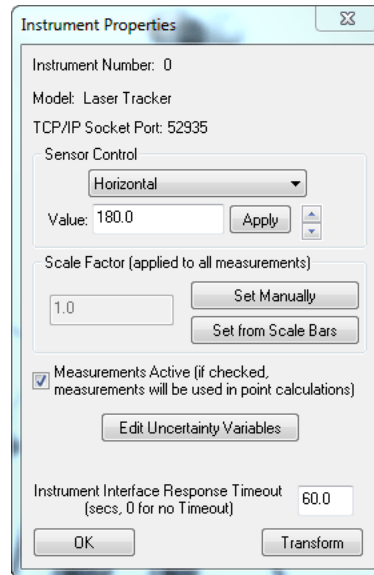 Instrument Properties
Instrument Number: 0
Model: Laser Tracker
TCP/IP Socket Port: 52935
Sensor Control
Horizontal
Value: 180.0 Apply
Scale Factor (applied to all measurements)
1.0
Set Manually
Set from Scale Bars
Measurements Active (if checked,
measurements will be used in point calculations)
Edit Uncertainty Variables
Instrument Interface Response Timeout
(secs, 0 for no Timeout)
60.0
OK Transform